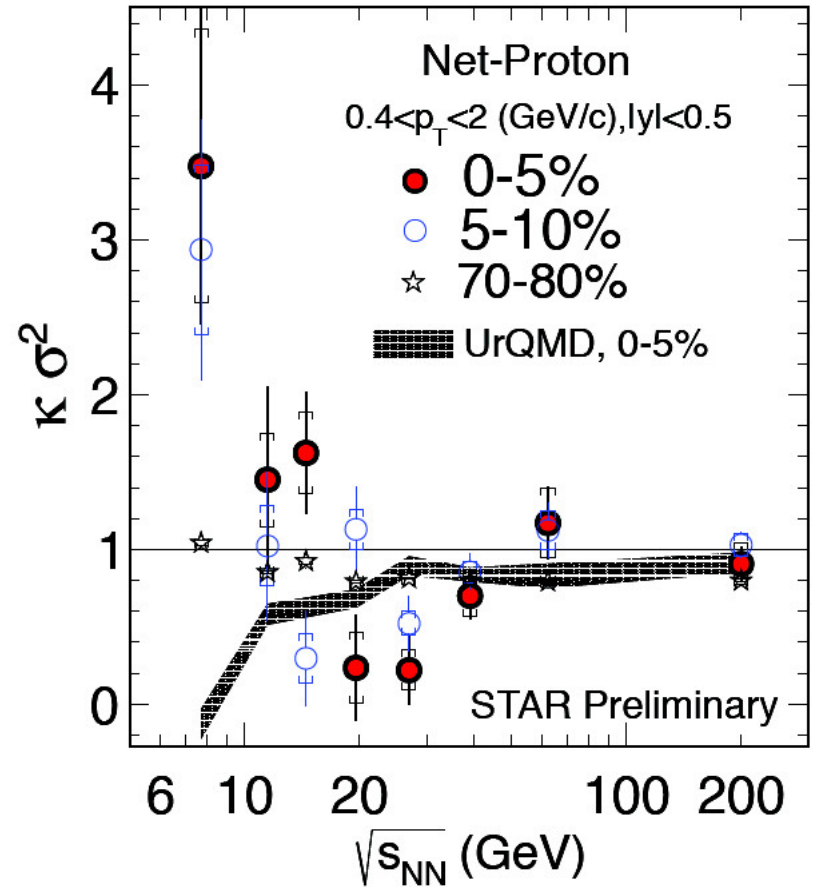 Net-Proton
0.4<p_T<2 (GeV/c),|y|<0.5
0-5%
5-10%
70-80%
UrQMD, 0-5%
κ σ²
4
3
2
1
0
STAR Preliminary
6 10 20 100 200
√s_NN (GeV)